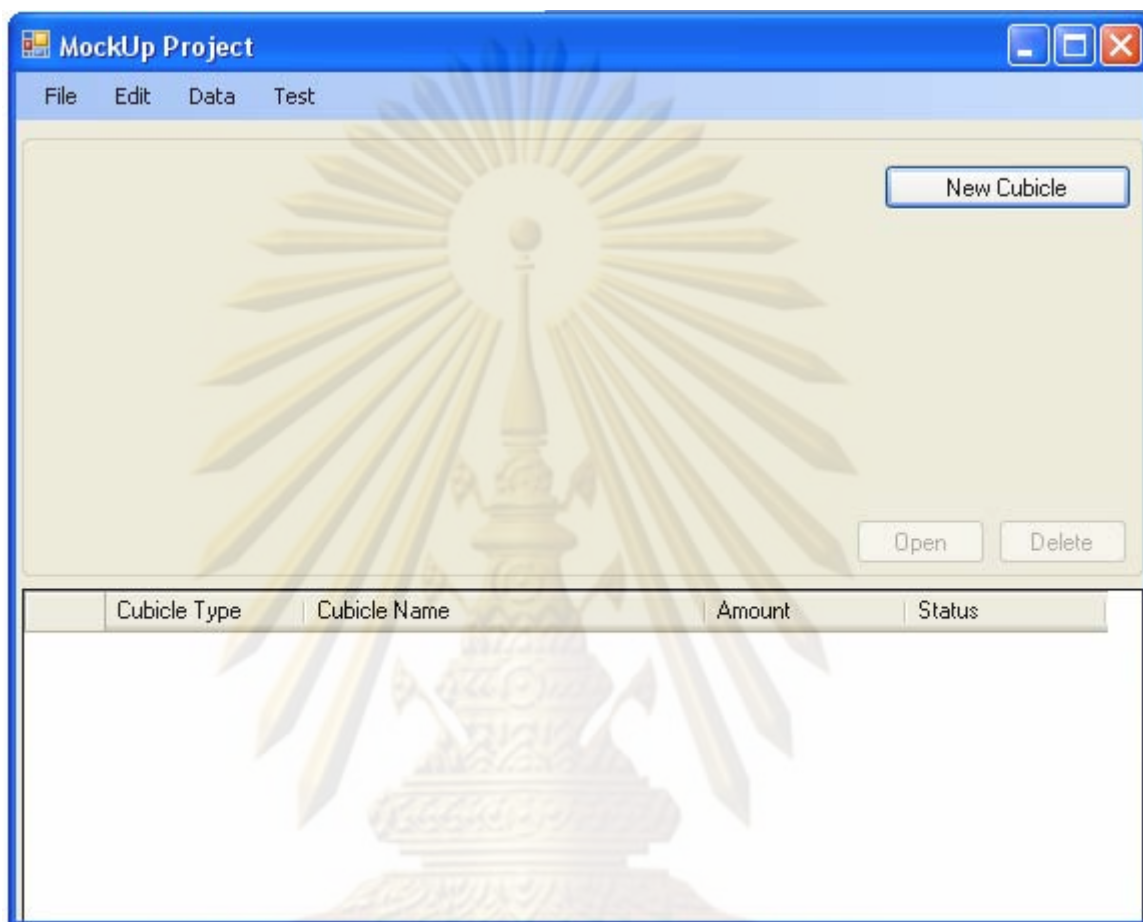 MockUp Project
File Edit Data Test
New Cubicle
Open Delete
Cubicle Type Cubicle Name Amount Status